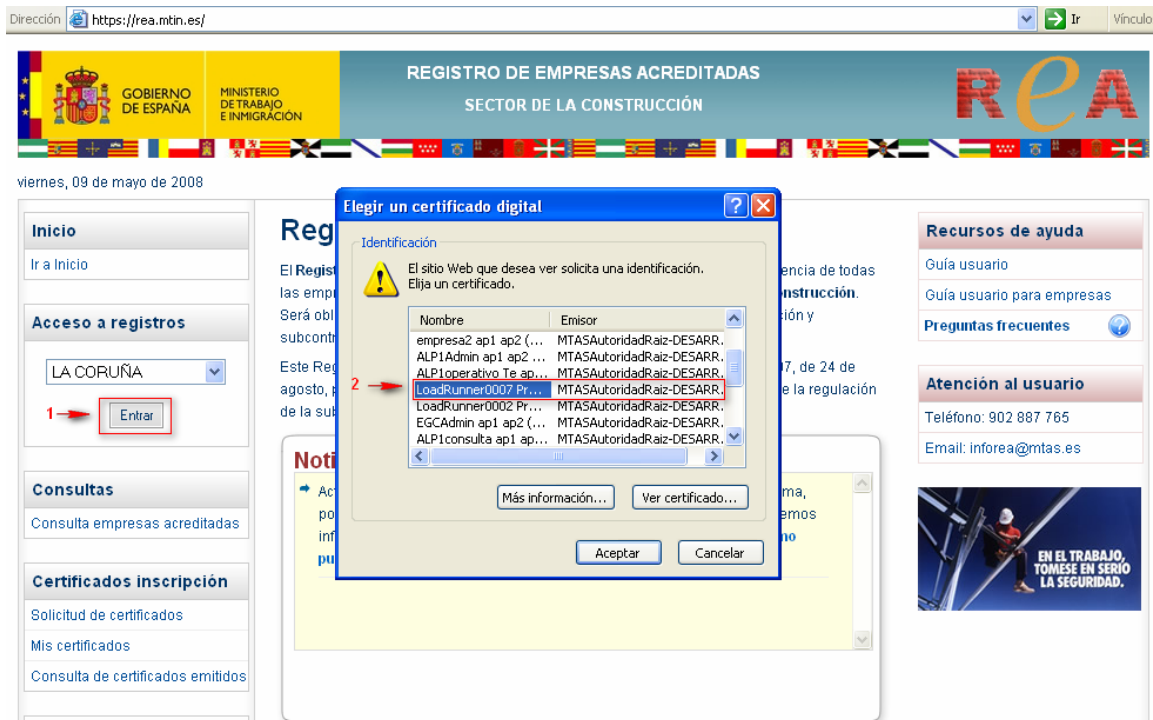 Dirección https://rea.mtin.es/ Ir Vínculo
GOBIERNO
DE ESPAÑA
MINISTERIO
DE TRABAJO
E INMIGRACIÓN
REGISTRO DE EMPRESAS ACREDITADAS
SECTOR DE LA CONSTRUCCIÓN
ReA
viernes, 09 de mayo de 2008
Inicio
Ir a Inicio
Acceso a registros
LA CORUÑA
1
Entrar
Consultas
Consulta empresas acreditadas
Certificados inscripción
Solicitud de certificados
Mis certificados
Consulta de certificados emitidos
Reg
El Regist
encia de todas
las empr
nstrucción.
Será obl
ión y
subcontr
Este Reg
17, de 24 de
agosto, p
e la regulación
de la sub
Noti
Ac
ma,
po
emos
inf
no
pu
Elegir un certificado digital
Identificación
El sitio Web que desea ver solicita una identificación.
Elija un certificado.
Nombre Emisor
empresa2 ap1 ap2 (... MTASAutoridadRaiz-DESARR.
ALP1Admin ap1 ap2 ... MTASAutoridadRaiz-DESARR.
ALP1operativo Te ap... MTASAutoridadRaiz-DESARR.
2
LoadRunner0007 Pr... MTASAutoridadRaiz-DESARR.
LoadRunner0002 Pr... MTASAutoridadRaiz-DESARR.
EGCAdmin ap1 ap2 (... MTASAutoridadRaiz-DESARR.
ALP1consulta ap1 ap... MTASAutoridadRaiz-DESARR.
Más información... Ver certificado...
Aceptar Cancelar
Recursos de ayuda
Guía usuario
Guía usuario para empresas
Preguntas frecuentes
Atención al usuario
Teléfono: 902 887 765
Email: inforea@mtas.es
EN EL TRABAJO,
TOMESE EN SERIO
LA SEGURIDAD.